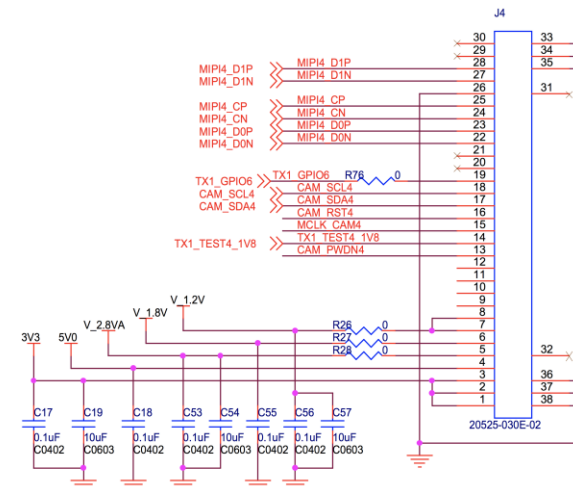 J4
30 33
29 34
MIPI4_D1P MIPI4_D1P 28 35
MIPI4_D1N MIPI4_D1N 27
26 31
MIPI4_CP MIPI4_CP 25
MIPI4_CN MIPI4_CN 24
MIPI4_D0P MIPI4_D0P 23
MIPI4_D0N MIPI4_D0N 22
21
20
TX1_GPIO6 TX1_GPIO6 R76 0 19
CAM_SCL4 CAM_SCL4 18
CAM_SDA4 CAM_SDA4 17
CAM_RST4 16
MCLK_CAM4 15
TX1_TEST4_1V8 TX1_TEST4_1V8 14
CAM_PWDN4 13
12
11
10
9
V_1.2V 8
V_1.8V R26 0 7
V_2.8VA R27 0 6
3V3 5V0 R28 0 5 32
4
3 36
2 37
1 38
C17 C19 C18 C53 C54 C55 C56 C57
0.1uF 10uF 0.1uF 0.1uF 10uF 0.1uF 0.1uF 10uF
C0402 C0603 C0402 C0402 C0603 C0402 C0402 C0603
20525-030E-02